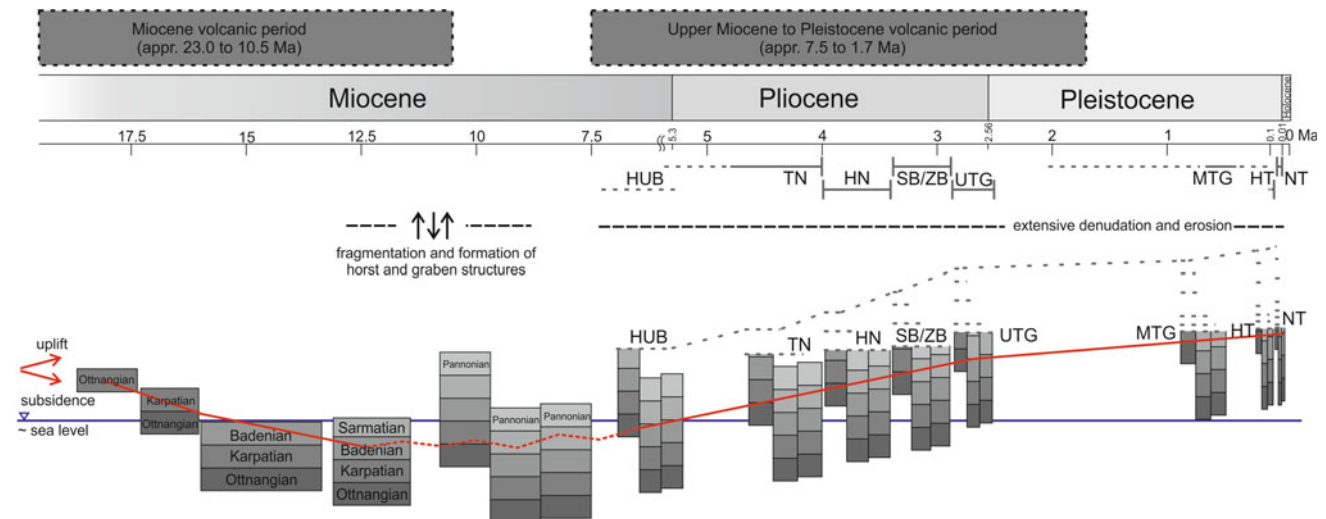 Miocene volcanic period
(appr. 23.0 to 10.5 Ma)
Upper Miocene to Pleistocene volcanic period
(appr. 7.5 to 1.7 Ma)
Miocene
Pliocene
Pleistocene
Holocene
17.5
15
12.5
10
7.5
5.3
5
4
3
2.56
2
1
0.1
0.01
0 Ma
HUB
TN
HN
SB/ZB
UTG
MTG
HT
NT
fragmentation and formation of
horst and graben structures
extensive denudation and erosion
uplift
subsidence
~ sea level
Ottnangian
Karpatian
Ottnangian
Badenian
Karpatian
Ottnangian
Sarmatian
Badenian
Karpatian
Ottnangian
Pannonian
Pannonian
Pannonian
HUB
TN
HN
SB/ZB
UTG
MTG
HT
NT